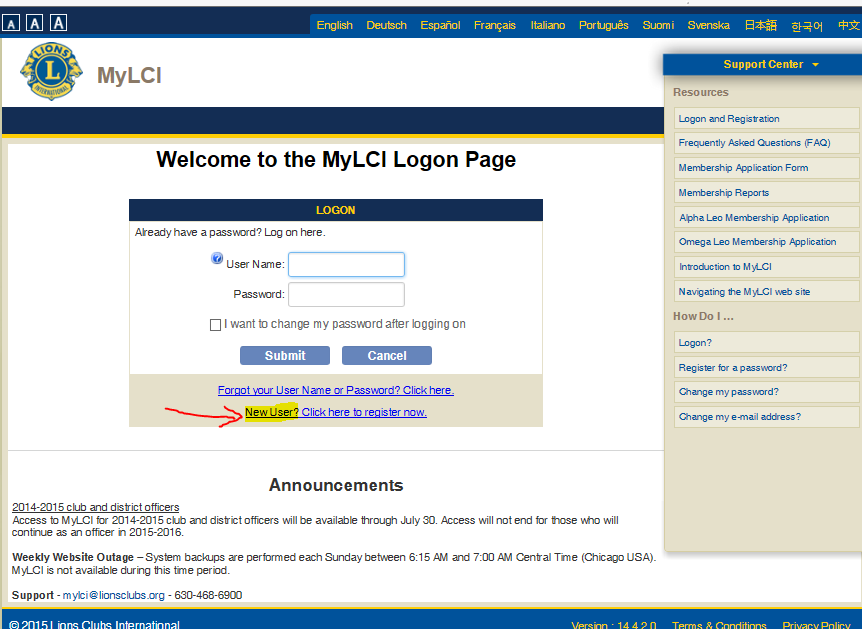 A A A
English Deutsch Español Français Italiano Português Suomi Svenska 日本語 한국어 中文
LIONS
L
INTERNATIONAL
MyLCI
Support Center
Resources
Logon and Registration
Frequently Asked Questions (FAQ)
Membership Application Form
Membership Reports
Alpha Leo Membership Application
Omega Leo Membership Application
Introduction to MyLCI
Navigating the MyLCI web site
How Do I ...
Logon?
Register for a password?
Change my password?
Change my e-mail address?
Welcome to the MyLCI Logon Page
LOGON
Already have a password? Log on here.
? User Name:
Password:
I want to change my password after logging on
Submit Cancel
Forgot your User Name or Password? Click here.
New User? Click here to register now.
Announcements
2014-2015 club and district officers
Access to MyLCI for 2014-2015 club and district officers will be available through July 30. Access will not end for those who will
continue as an officer in 2015-2016.
Weekly Website Outage – System backups are performed each Sunday between 6:15 AM and 7:00 AM Central Time (Chicago USA).
MyLCI is not available during this time period.
Support - mylci@lionsclubs.org - 630-468-6900
© 2015 Lions Clubs International
Version : 14.4.2.0 Terms & Conditions Privacy Policy